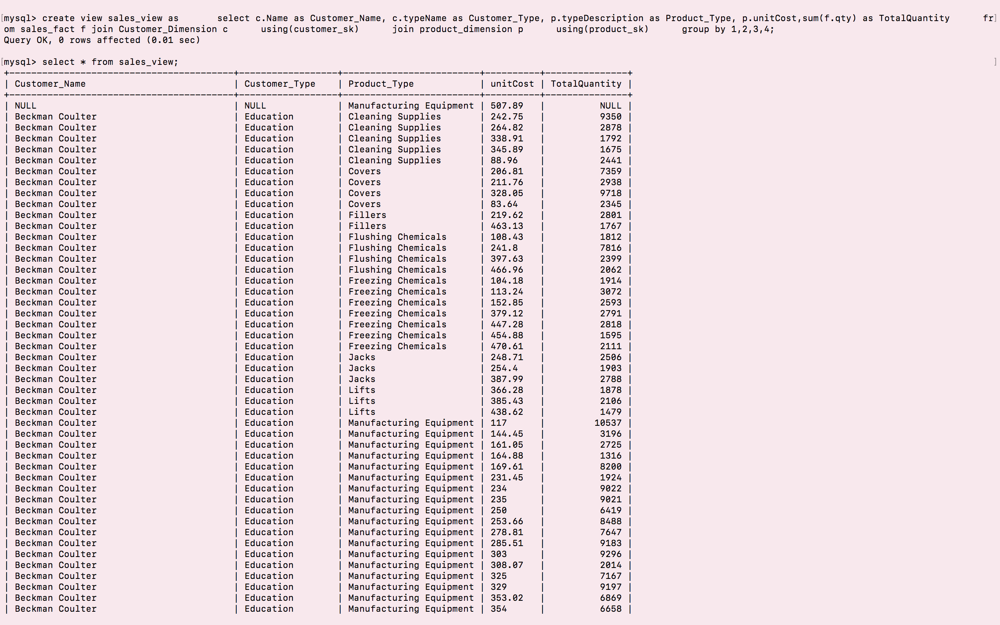 [mysql> create view sales_view as       select c.Name as Customer_Name, c.typeName as Customer_Type, p.typeDescription as Product_Type, p.unitCost,sum(f.qty) as TotalQuantity      fr]
om sales_fact f join Customer_Dimension c      using(customer_sk)      join product_dimension p      using(product_sk)      group by 1,2,3,4;
Query OK, 0 rows affected (0.01 sec)
[mysql> select * from sales_view; ]
+-----------------------------------------+------------------+-------------------------+----------+---------------+
| Customer_Name                           | Customer_Type    | Product_Type            | unitCost | TotalQuantity |
+-----------------------------------------+------------------+-------------------------+----------+---------------+
| NULL                                    | NULL             | Manufacturing Equipment | 507.89   |          NULL |
| Beckman Coulter                         | Education        | Cleaning Supplies       | 242.75   |          9350 |
| Beckman Coulter                         | Education        | Cleaning Supplies       | 264.82   |          2878 |
| Beckman Coulter                         | Education        | Cleaning Supplies       | 338.91   |          1792 |
| Beckman Coulter                         | Education        | Cleaning Supplies       | 345.89   |          1675 |
| Beckman Coulter                         | Education        | Cleaning Supplies       | 88.96    |          2441 |
| Beckman Coulter                         | Education        | Covers                  | 206.81   |          7359 |
| Beckman Coulter                         | Education        | Covers                  | 211.76   |          2938 |
| Beckman Coulter                         | Education        | Covers                  | 328.05   |          9718 |
| Beckman Coulter                         | Education        | Covers                  | 83.64    |          2345 |
| Beckman Coulter                         | Education        | Fillers                 | 219.62   |          2801 |
| Beckman Coulter                         | Education        | Fillers                 | 463.13   |          1767 |
| Beckman Coulter                         | Education        | Flushing Chemicals      | 108.43   |          1812 |
| Beckman Coulter                         | Education        | Flushing Chemicals      | 241.8    |          7816 |
| Beckman Coulter                         | Education        | Flushing Chemicals      | 397.63   |          2399 |
| Beckman Coulter                         | Education        | Flushing Chemicals      | 466.96   |          2062 |
| Beckman Coulter                         | Education        | Freezing Chemicals      | 104.18   |          1914 |
| Beckman Coulter                         | Education        | Freezing Chemicals      | 113.24   |          3072 |
| Beckman Coulter                         | Education        | Freezing Chemicals      | 152.85   |          2593 |
| Beckman Coulter                         | Education        | Freezing Chemicals      | 379.12   |          2791 |
| Beckman Coulter                         | Education        | Freezing Chemicals      | 447.28   |          2818 |
| Beckman Coulter                         | Education        | Freezing Chemicals      | 454.88   |          1595 |
| Beckman Coulter                         | Education        | Freezing Chemicals      | 470.61   |          2111 |
| Beckman Coulter                         | Education        | Jacks                   | 248.71   |          2506 |
| Beckman Coulter                         | Education        | Jacks                   | 254.4    |          1903 |
| Beckman Coulter                         | Education        | Jacks                   | 387.99   |          2788 |
| Beckman Coulter                         | Education        | Lifts                   | 366.28   |          1878 |
| Beckman Coulter                         | Education        | Lifts                   | 385.43   |          2106 |
| Beckman Coulter                         | Education        | Lifts                   | 438.62   |          1479 |
| Beckman Coulter                         | Education        | Manufacturing Equipment | 117      |         10537 |
| Beckman Coulter                         | Education        | Manufacturing Equipment | 144.45   |          3196 |
| Beckman Coulter                         | Education        | Manufacturing Equipment | 161.05   |          2725 |
| Beckman Coulter                         | Education        | Manufacturing Equipment | 164.88   |          1316 |
| Beckman Coulter                         | Education        | Manufacturing Equipment | 169.61   |          8200 |
| Beckman Coulter                         | Education        | Manufacturing Equipment | 231.45   |          1924 |
| Beckman Coulter                         | Education        | Manufacturing Equipment | 234      |          9022 |
| Beckman Coulter                         | Education        | Manufacturing Equipment | 235      |          9021 |
| Beckman Coulter                         | Education        | Manufacturing Equipment | 250      |          6419 |
| Beckman Coulter                         | Education        | Manufacturing Equipment | 253.66   |          8488 |
| Beckman Coulter                         | Education        | Manufacturing Equipment | 278.81   |          7647 |
| Beckman Coulter                         | Education        | Manufacturing Equipment | 285.51   |          9183 |
| Beckman Coulter                         | Education        | Manufacturing Equipment | 303      |          9296 |
| Beckman Coulter                         | Education        | Manufacturing Equipment | 308.07   |          2014 |
| Beckman Coulter                         | Education        | Manufacturing Equipment | 325      |          7167 |
| Beckman Coulter                         | Education        | Manufacturing Equipment | 329      |          9197 |
| Beckman Coulter                         | Education        | Manufacturing Equipment | 353.02   |          6869 |
| Beckman Coulter                         | Education        | Manufacturing Equipment | 354      |          6658 |